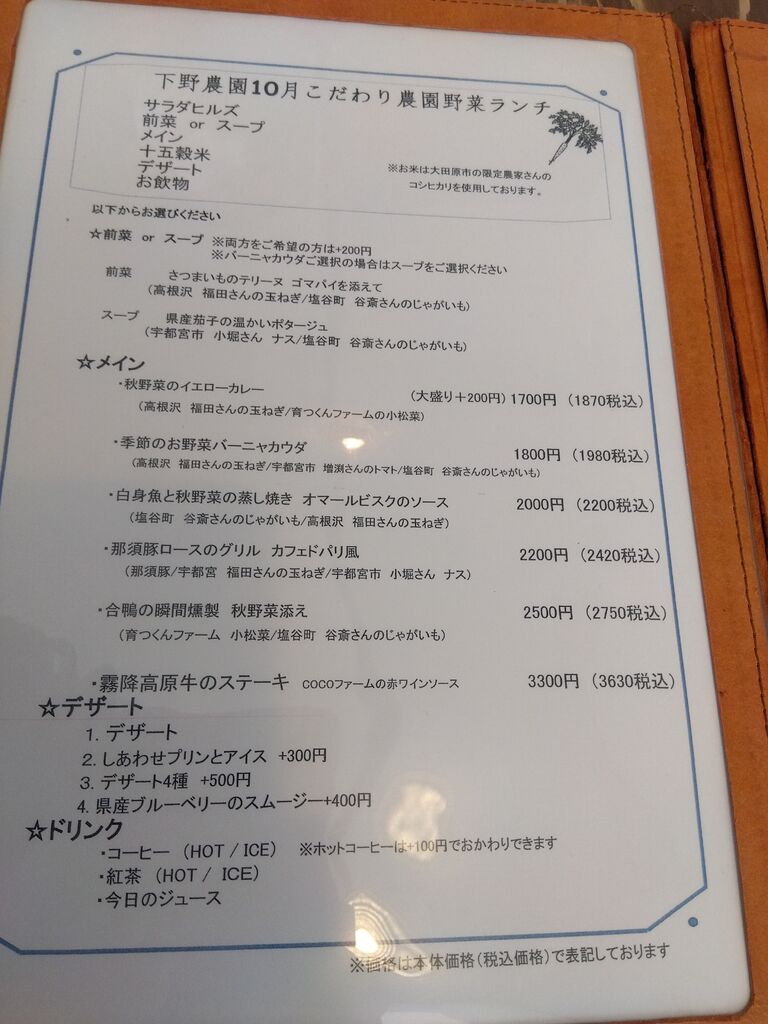 下野農園10月こだわり農園野菜ランチ
サラダヒルズ
前菜 or スープ
メイン
十五穀米
デザート
お飲物
※お米は大田原市の限定農家さんの
コシヒカリを使用しております。
以下からお選びください
☆前菜 or スープ ※両方をご希望の方は+200円
※バーニャカウダご選択の場合はスープをご選択ください
前菜 さつまいものテリーヌ ゴマパイを添えて
（高根沢 福田さんの玉ねぎ/塩谷町 谷斎さんのじゃがいも）
スープ 県産茄子の温かいポタージュ
（宇都宮市 小堀さん ナス/塩谷町 谷斎さんのじゃがいも）
☆メイン
・秋野菜のイエローカレー （大盛り＋200円）1700円 （1870税込）
（高根沢 福田さんの玉ねぎ/育つくんファームの小松菜）
・季節のお野菜バーニャカウダ 1800円 （1980税込）
（高根沢 福田さんの玉ねぎ/宇都宮市 増渕さんのトマト/塩谷町 谷斎さんのじゃがいも）
・白身魚と秋野菜の蒸し焼き オマールビスクのソース 2000円 （2200税込）
（塩谷町 谷斎さんのじゃがいも/高根沢 福田さんの玉ねぎ）
・那須豚ロースのグリル カフェドパリ風 2200円 （2420税込）
（那須豚/宇都宮 福田さんの玉ねぎ/宇都宮市 小堀さん ナス）
・合鴨の瞬間燻製 秋野菜添え 2500円 （2750税込）
（育つくんファーム 小松菜/塩谷町 谷斎さんのじゃがいも）
・霧降高原牛のステーキ COCOファームの赤ワインソース 3300円 （3630税込）
☆デザート
1. デザート
2. しあわせプリンとアイス +300円
3. デザート4種 +500円
4. 県産ブルーベリーのスムージー+400円
☆ドリンク
・コーヒー （HOT / ICE） ※ホットコーヒーは+100円でおかわりできます
・紅茶 （HOT / ICE）
・今日のジュース
※価格は本体価格（税込価格）で表記しております